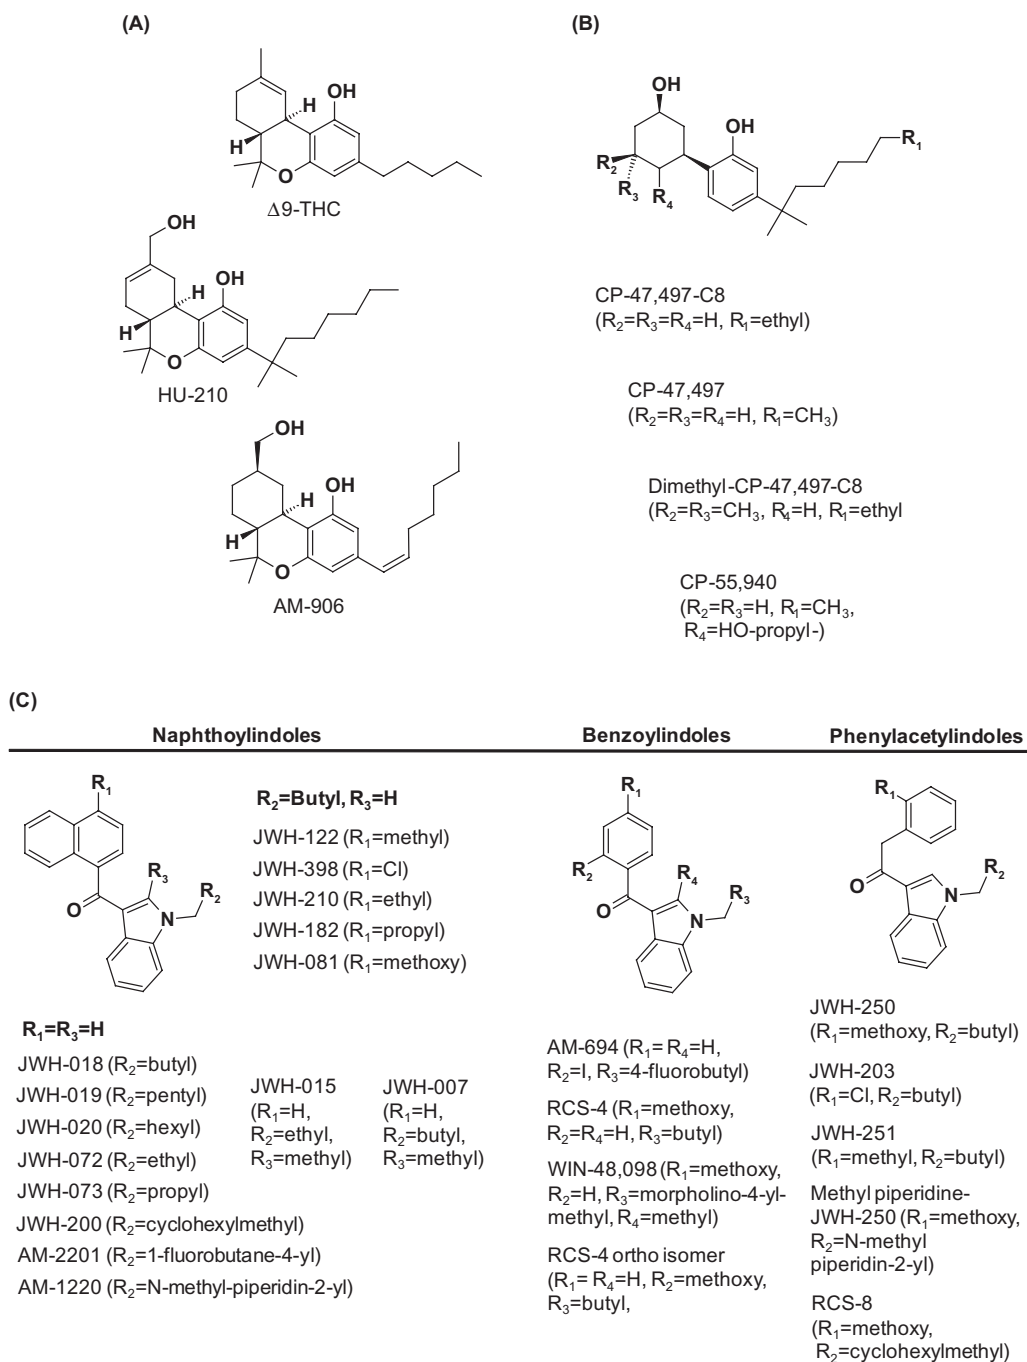 (A)
H
OH
H
O
Δ9-THC
OH
H
OH
H
O
HU-210
OH
H
OH
H
O
AM-906
(B)
OH
OH
R₁
R₂
R₃
R₄
CP-47,497-C8
(R₂=R₃=R₄=H, R₁=ethyl)
CP-47,497
(R₂=R₃=R₄=H, R₁=CH₃)
Dimethyl-CP-47,497-C8
(R₂=R₃=CH₃, R₄=H, R₁=ethyl
CP-55,940
(R₂=R₃=H, R₁=CH₃,
R₄=HO-propyl-)
(C)
Naphthoylindoles
R₁
R₃
R₂
O
N
R₂=Butyl, R₃=H
JWH-122 (R₁=methyl)
JWH-398 (R₁=Cl)
JWH-210 (R₁=ethyl)
JWH-182 (R₁=propyl)
JWH-081 (R₁=methoxy)
R₁=R₃=H
JWH-018 (R₂=butyl)
JWH-019 (R₂=pentyl)
JWH-020 (R₂=hexyl)
JWH-072 (R₂=ethyl)
JWH-073 (R₂=propyl)
JWH-200 (R₂=cyclohexylmethyl)
AM-2201 (R₂=1-fluorobutane-4-yl)
AM-1220 (R₂=N-methyl-piperidin-2-yl)
JWH-015
(R₁=H,
R₂=ethyl,
R₃=methyl)
JWH-007
(R₁=H,
R₂=butyl,
R₃=methyl)
Benzoylindoles
R₁
R₂
R₄
R₃
O
N
AM-694 (R₁= R₄=H,
R₂=I, R₃=4-fluorobutyl)
RCS-4 (R₁=methoxy,
R₂=R₄=H, R₃=butyl)
WIN-48,098 (R₁=methoxy,
R₂=H, R₃=morpholino-4-yl-
methyl, R₄=methyl)
RCS-4 ortho isomer
(R₁= R₄=H, R₂=methoxy,
R₃=butyl,
Phenylacetylindoles
R₁
R₂
O
N
JWH-250
(R₁=methoxy, R₂=butyl)
JWH-203
(R₁=Cl, R₂=butyl)
JWH-251
(R₁=methyl, R₂=butyl)
Methyl piperidine-
JWH-250 (R₁=methoxy,
R₂=N-methyl
piperidin-2-yl)
RCS-8
(R₁=methoxy,
R₂=cyclohexylmethyl)